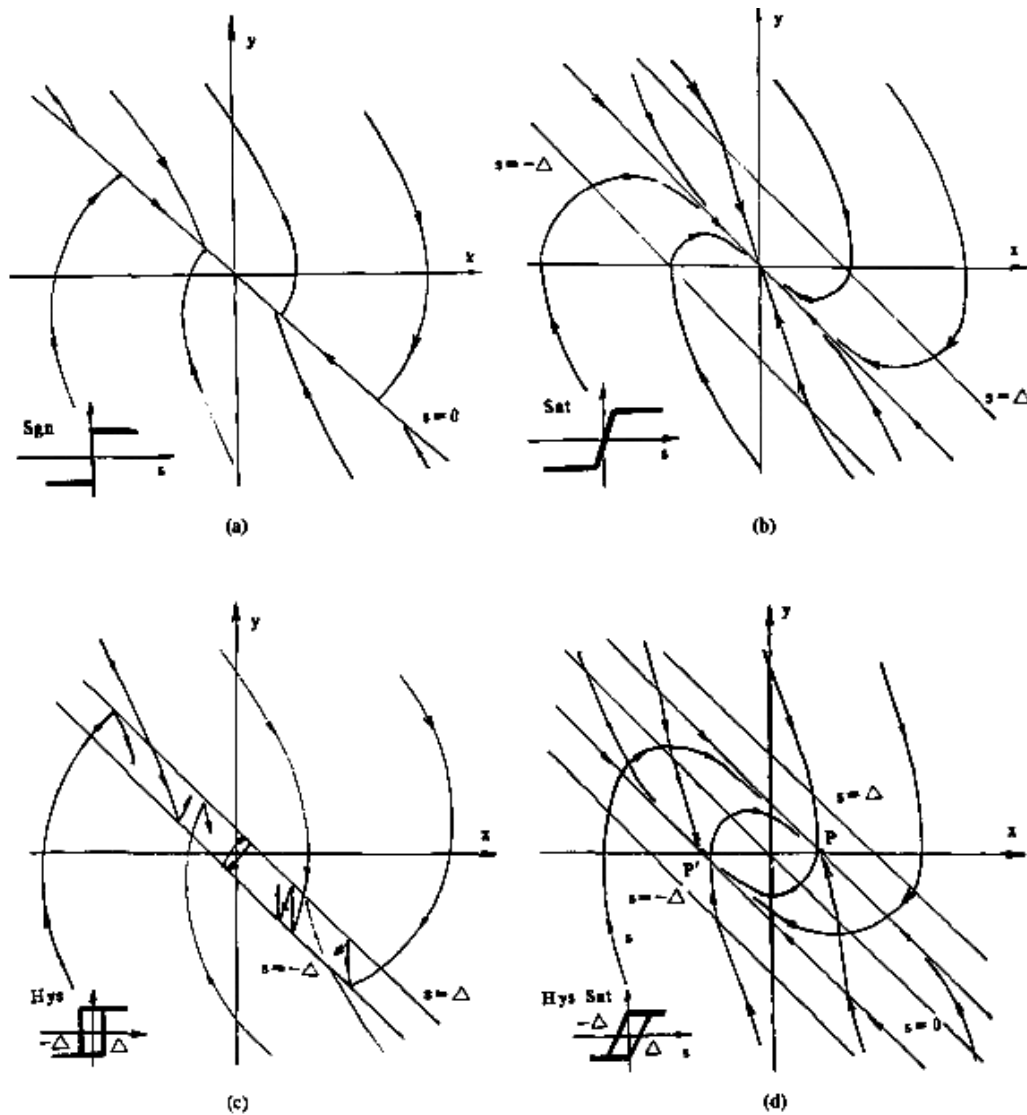 y
x
s=0
Sgn
s
(a)
y
s=-△
x
s=△
Sat
s
(b)
y
x
s=-△
s=△
Hys
-△ △
(c)
y
s=△
x
P
P'
s=-△
s
Hys Sat
-△
△ s
s=0
(d)